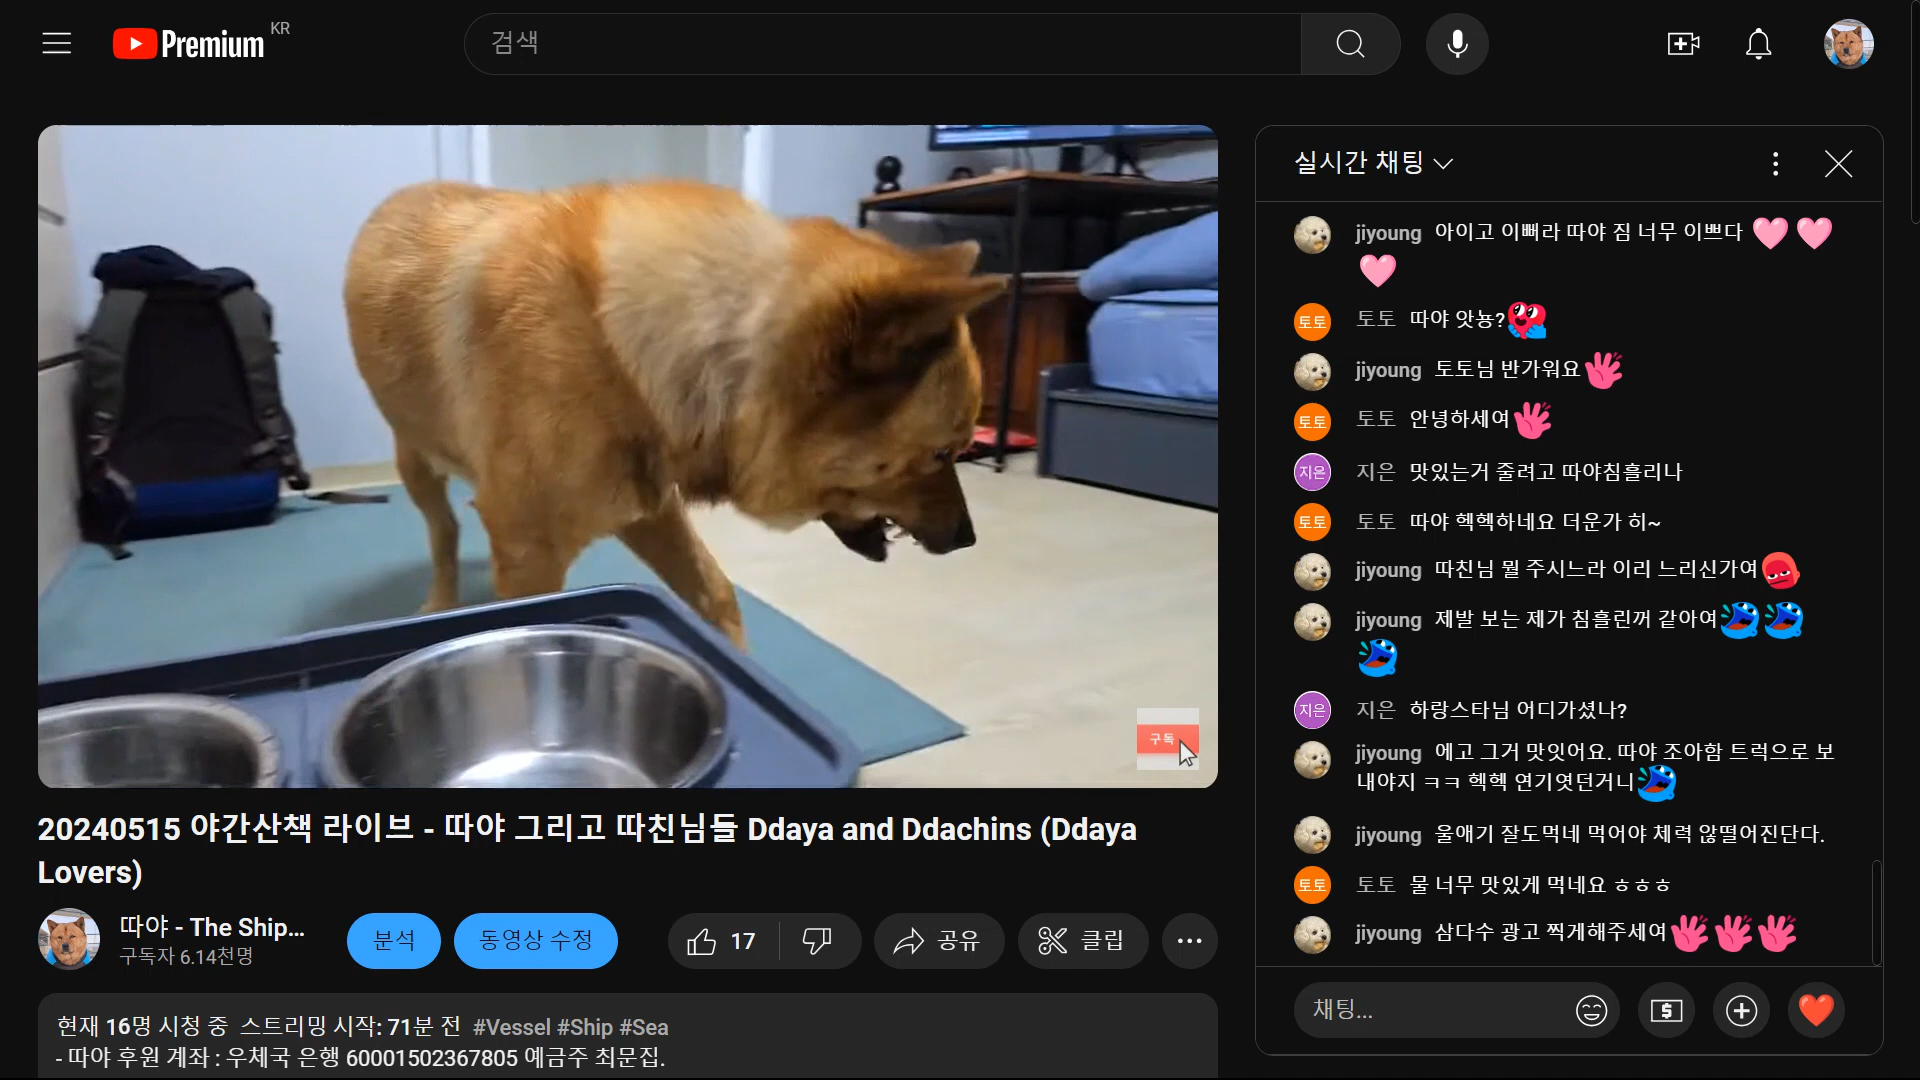 Premium KR
검색
실시간 채팅
jiyoung 아이고 이뻐라 따야 짐 너무 이쁘다
토토 토토 따야 앗뇽?
jiyoung 토토님 반가워요
토토 토토 안녕하세여
지은 지은 맛있는거 줄려고 따야침흘리나
토토 토토 따야 헥헥하네요 더운가 히~
jiyoung 따친님 뭘 주시느라 이리 느리신가여
jiyoung 제발 보는 제가 침흘린꺼 같아여
지은 지은 하랑스타님 어디가셨나?
jiyoung 에고 그거 맛잇어요. 따야 조아함 트럭으로 보
내야지 ㅋㅋ 헥헥 연기엿던거니
jiyoung 울애기 잘도먹네 먹어야 체력 않떨어진단다.
토토 토토 물 너무 맛있게 먹네요 ㅎㅎㅎ
jiyoung 삼다수 광고 찍게해주세여
채팅...
구독
20240515 야간산책 라이브 - 따야 그리고 따친님들 Ddaya and Ddachins (Ddaya
Lovers)
따야 - The Ship...
구독자 6.14천명
분석
동영상 수정
17
공유
클립
현재 16명 시청 중 스트리밍 시작: 71분 전 #Vessel #Ship #Sea
- 따야 후원 계좌 : 우체국 은행 60001502367805 예금주 최문집.